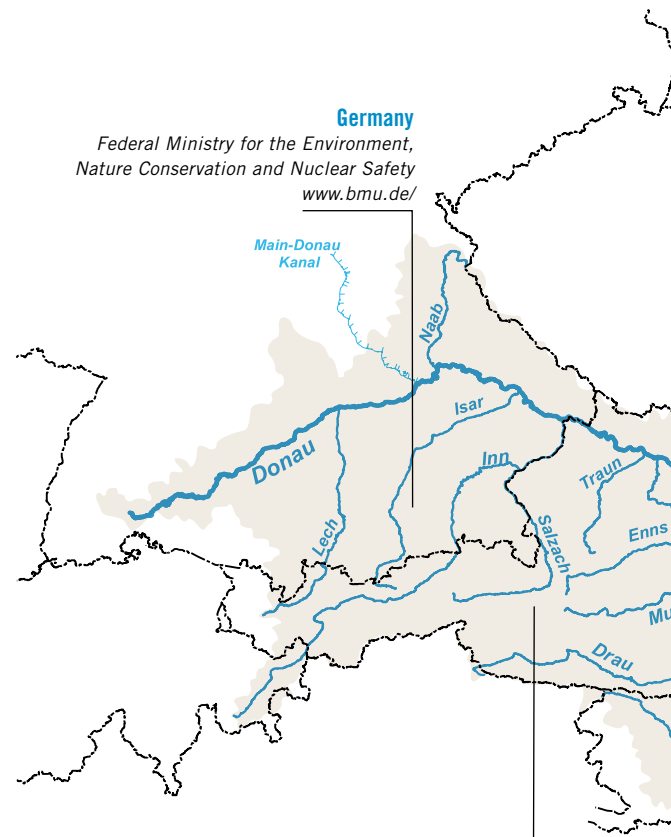 Germany
Federal Ministry for the Environment,
Nature Conservation and Nuclear Safety
www.bmu.de/
Main-Donau
Kanal
Naab
Isar
Donau
Inn
Traun
Lech
Salzach
Enns
Mu
Drau